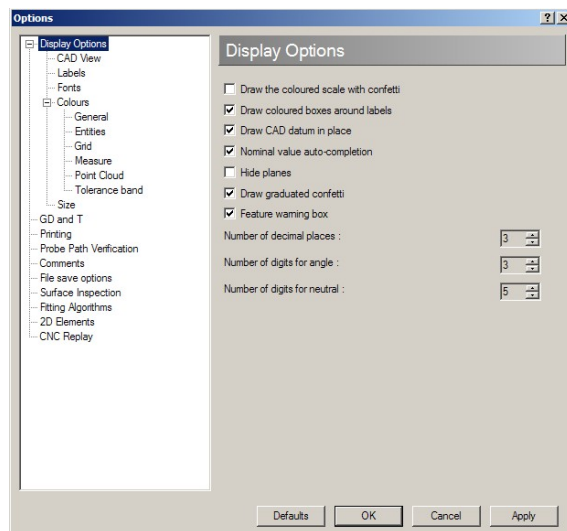 Options
Display Options
CAD View
Labels
Fonts
Colours
General
Entities
Grid
Measure
Point Cloud
Tolerance band
Size
GD and T
Printing
Probe Path Verification
Comments
File save options
Surface Inspection
Fitting Algorithms
2D Elements
CNC Replay
Display Options
Draw the coloured scale with confetti
Draw coloured boxes around labels
Draw CAD datum in place
Nominal value auto-completion
Hide planes
Draw graduated confetti
Feature warning box
Number of decimal places : 3
Number of digits for angle : 3
Number of digits for neutral : 5
Defaults OK Cancel Apply